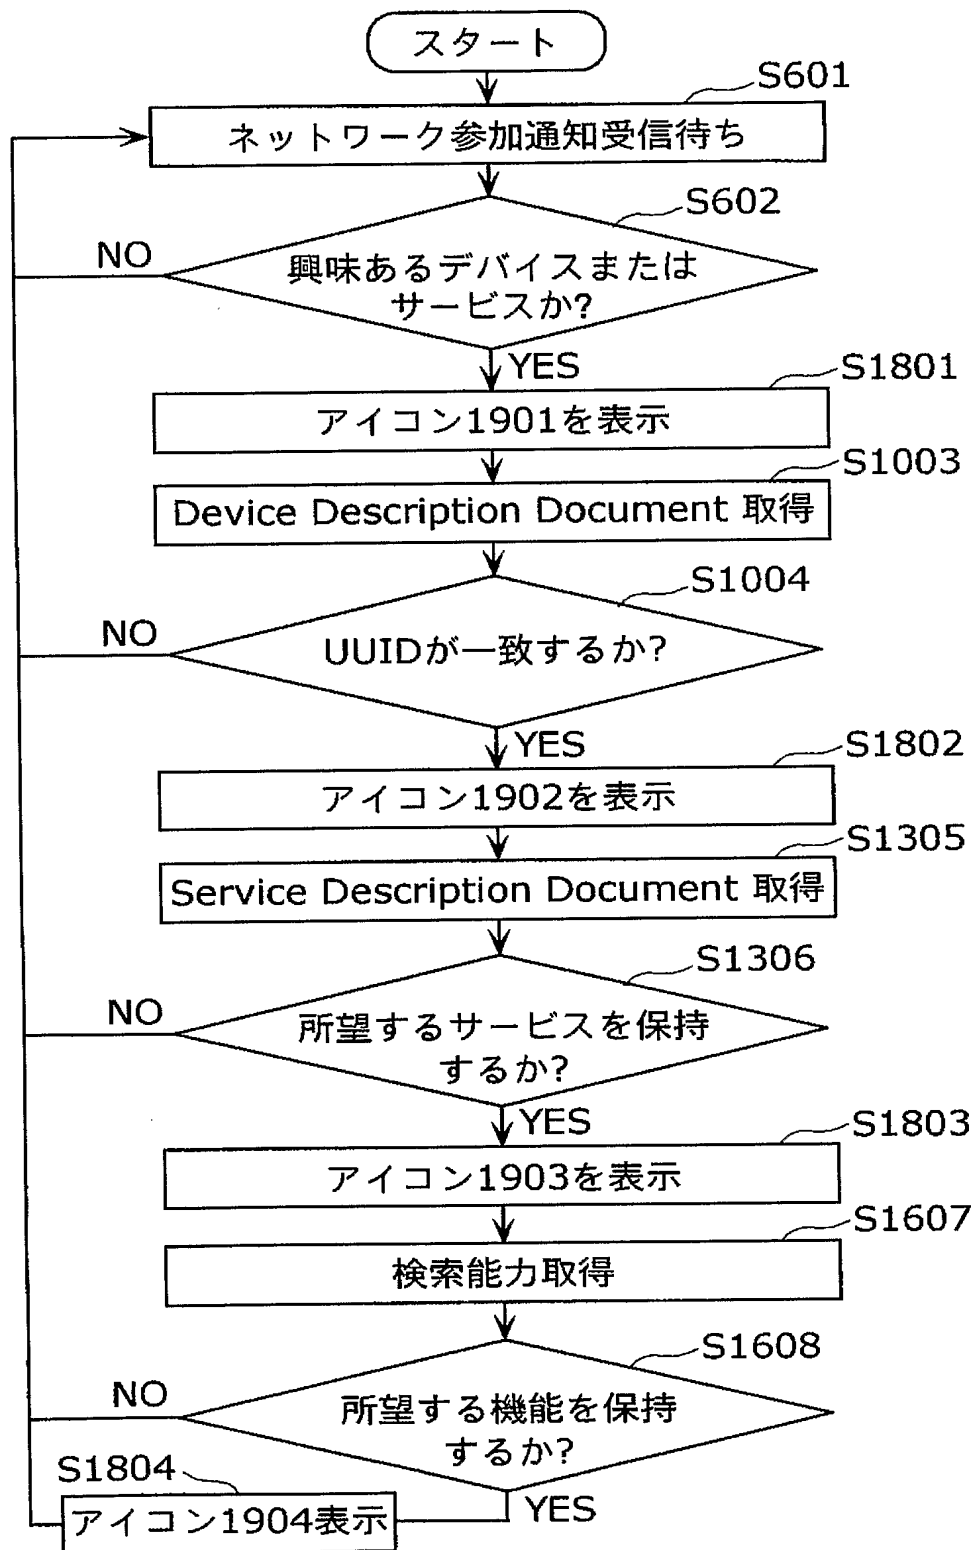 スタート
S601
ネットワーク参加通知受信待ち
S602
NO
興味あるデバイスまたは
サービスか?
YES
S1801
アイコン1901を表示
S1003
Device Description Document 取得
S1004
NO
UUIDが一致するか?
YES
S1802
アイコン1902を表示
S1305
Service Description Document 取得
S1306
NO
所望するサービスを保持
するか?
YES
S1803
アイコン1903を表示
S1607
検索能力取得
S1608
NO
所望する機能を保持
するか?
YES
S1804
アイコン1904表示